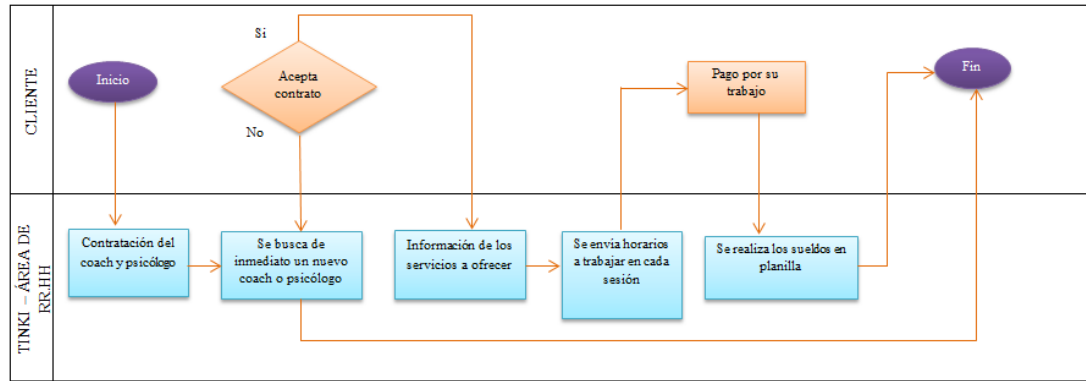 CLIENTE
Inicio
Si
Acepta
contrato
No
Pago por su
trabajo
Fin
TINKI – ÁREA DE
RR.HH
Contratación del
coach y psicólogo
Se busca de
inmediato un nuevo
coach o psicólogo
Información de los
servicios a ofrecer
Se envía horarios
a trabajar en cada
sesión
Se realiza los sueldos en
planilla